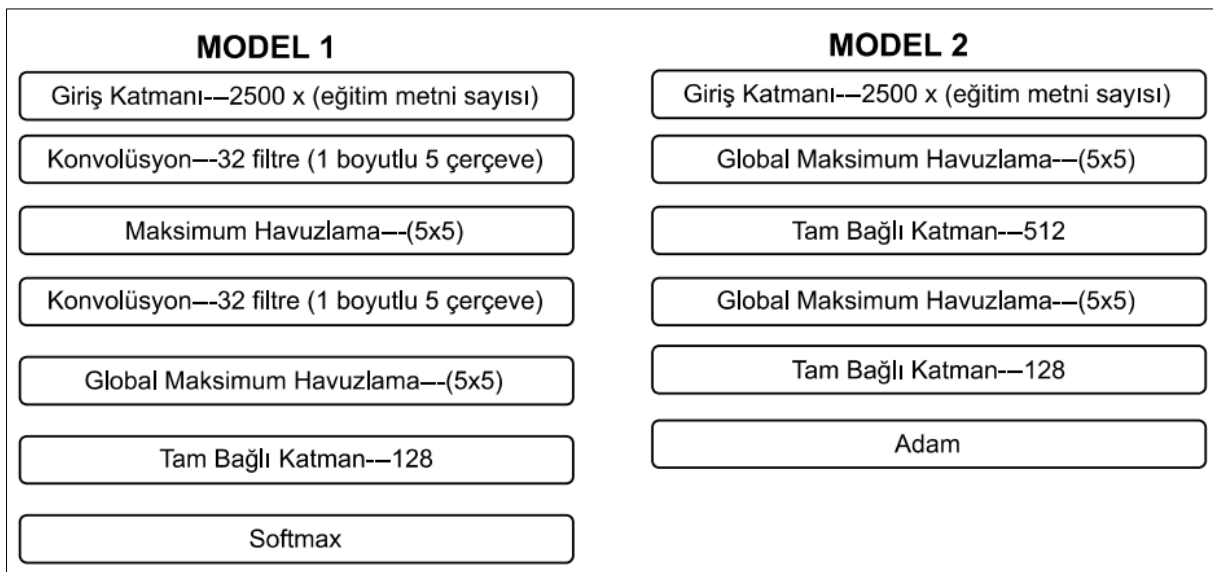 MODEL 1
Giriş Katmanı---2500 x (eğitim metni sayısı)
Konvolüsyon---32 filtre (1 boyutlu 5 çerçeve)
Maksimum Havuzlama---(5x5)
Konvolüsyon---32 filtre (1 boyutlu 5 çerçeve)
Global Maksimum Havuzlama---(5x5)
Tam Bağlı Katman---128
Softmax
MODEL 2
Giriş Katmanı---2500 x (eğitim metni sayısı)
Global Maksimum Havuzlama---(5x5)
Tam Bağlı Katman---512
Global Maksimum Havuzlama---(5x5)
Tam Bağlı Katman---128
Adam